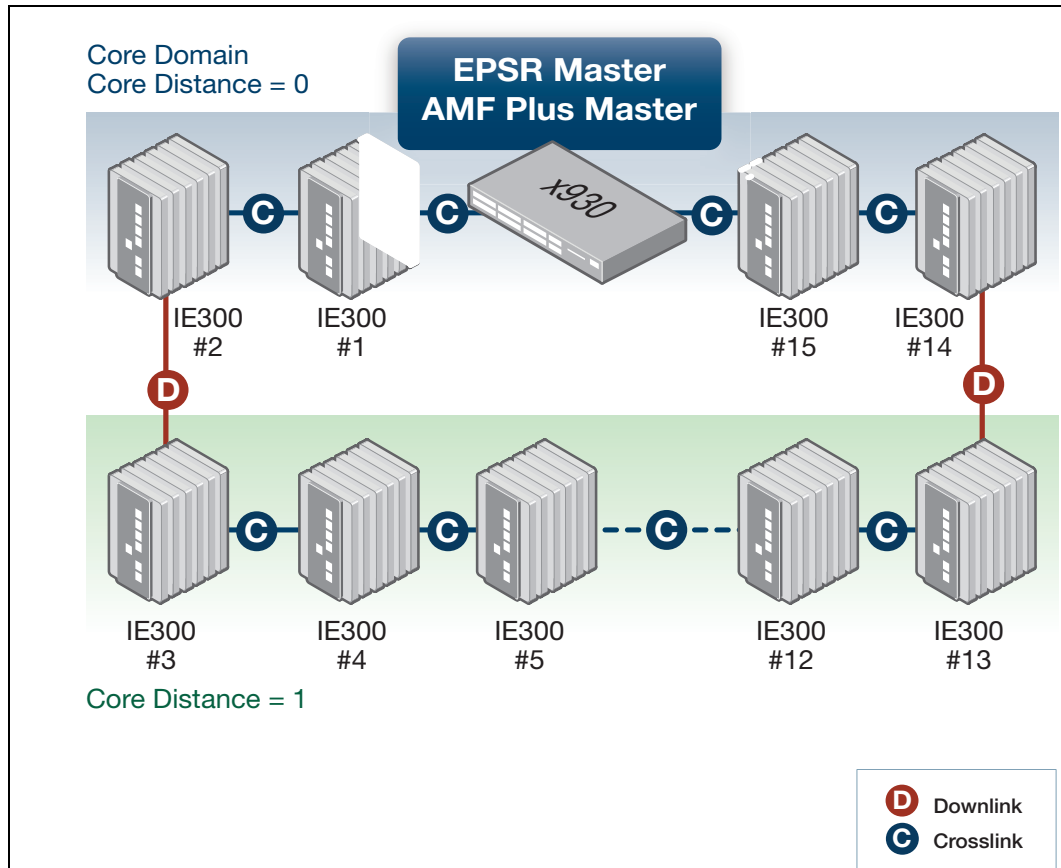 Core Domain
Core Distance = 0
EPSR Master
AMF Plus Master
C
C
x930
C
C
IE300
#2
IE300
#1
IE300
#15
IE300
#14
D
D
C
C
C
C
IE300
#3
IE300
#4
IE300
#5
IE300
#12
IE300
#13
Core Distance = 1
D Downlink
C Crosslink